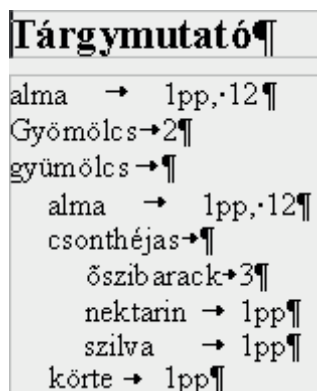 Tárgymutató¶
alma → 1pp,·12¶
Gyömölcs→2¶
gyümölcs→¶
alma → 1pp,·12¶
csonthéjas→¶
őszibarack→3¶
nektarin → 1pp¶
szilva → 1pp¶
körte → 1pp¶